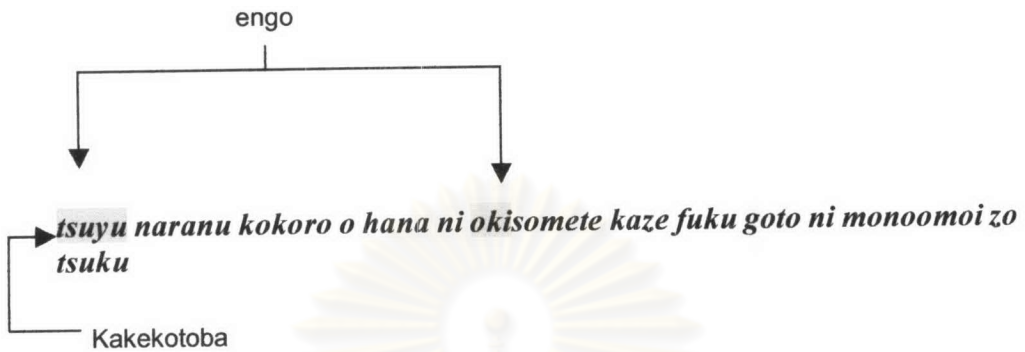 engo
tsuyu naranu kokoro o hana ni okisomete kaze fuku goto ni monoomoi zo
tsuku
Kakekotoba